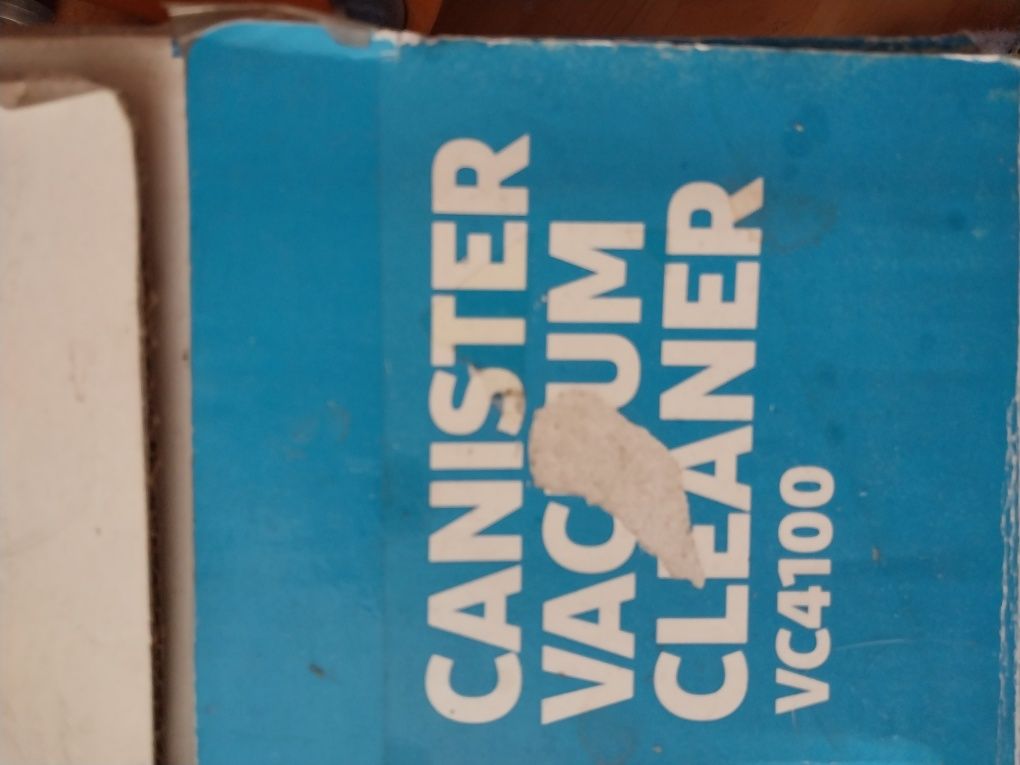 CANISTER
VACUUM
CLEANER
VC4100